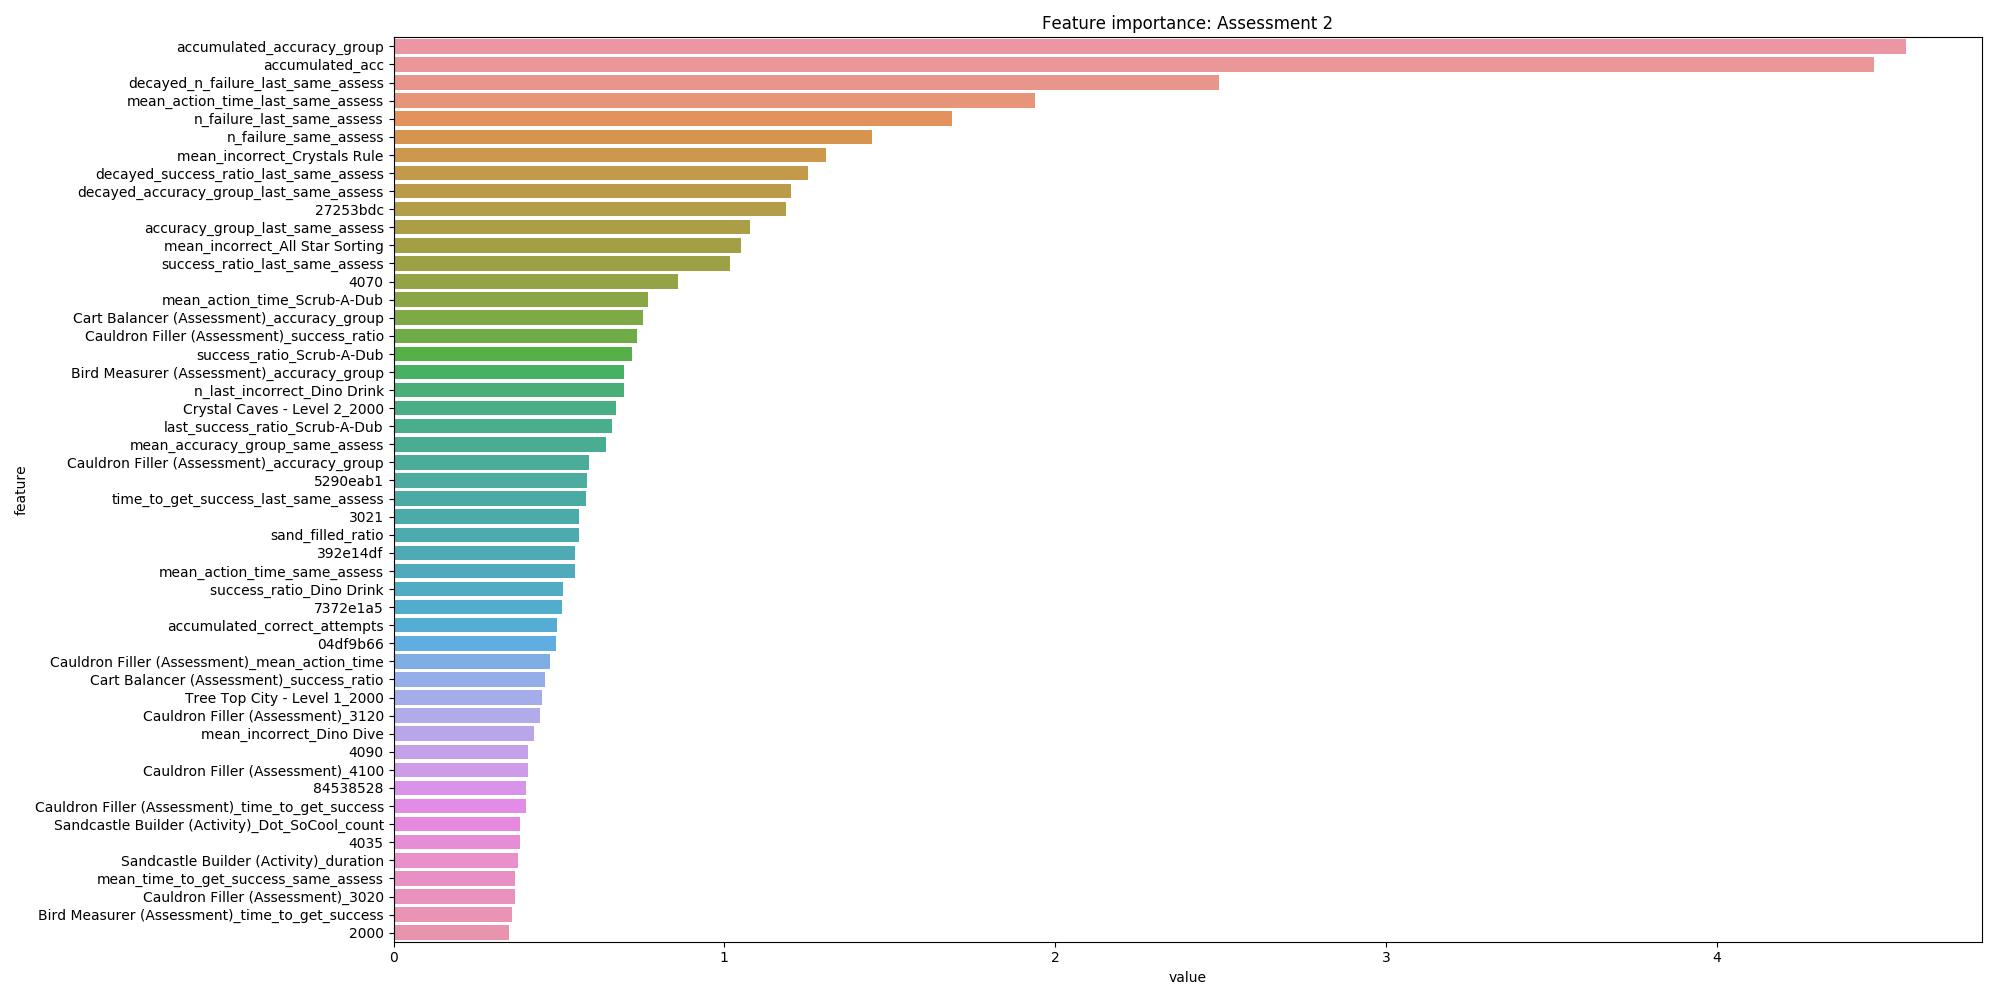 Feature importance: Assessment 2
accumulated_accuracy_group
accumulated_acc
decayed_n_failure_last_same_assess
mean_action_time_last_same_assess
n_failure_last_same_assess
n_failure_same_assess
mean_incorrect_Crystals Rule
decayed_success_ratio_last_same_assess
decayed_accuracy_group_last_same_assess
27253bdc
accuracy_group_last_same_assess
mean_incorrect_All Star Sorting
success_ratio_last_same_assess
4070
mean_action_time_Scrub-A-Dub
Cart Balancer (Assessment)_accuracy_group
Cauldron Filler (Assessment)_success_ratio
success_ratio_Scrub-A-Dub
Bird Measurer (Assessment)_accuracy_group
n_last_incorrect_Dino Drink
Crystal Caves - Level 2_2000
last_success_ratio_Scrub-A-Dub
mean_accuracy_group_same_assess
Cauldron Filler (Assessment)_accuracy_group
5290eab1
time_to_get_success_last_same_assess
3021
sand_filled_ratio
392e14df
mean_action_time_same_assess
success_ratio_Dino Drink
7372e1a5
accumulated_correct_attempts
04df9b66
Cauldron Filler (Assessment)_mean_action_time
Cart Balancer (Assessment)_success_ratio
Tree Top City - Level 1_2000
Cauldron Filler (Assessment)_3120
mean_incorrect_Dino Dive
4090
Cauldron Filler (Assessment)_4100
84538528
Cauldron Filler (Assessment)_time_to_get_success
Sandcastle Builder (Activity)_Dot_SoCool_count
4035
Sandcastle Builder (Activity)_duration
mean_time_to_get_success_same_assess
Cauldron Filler (Assessment)_3020
Bird Measurer (Assessment)_time_to_get_success
2000
feature
0 1 2 3 4
value